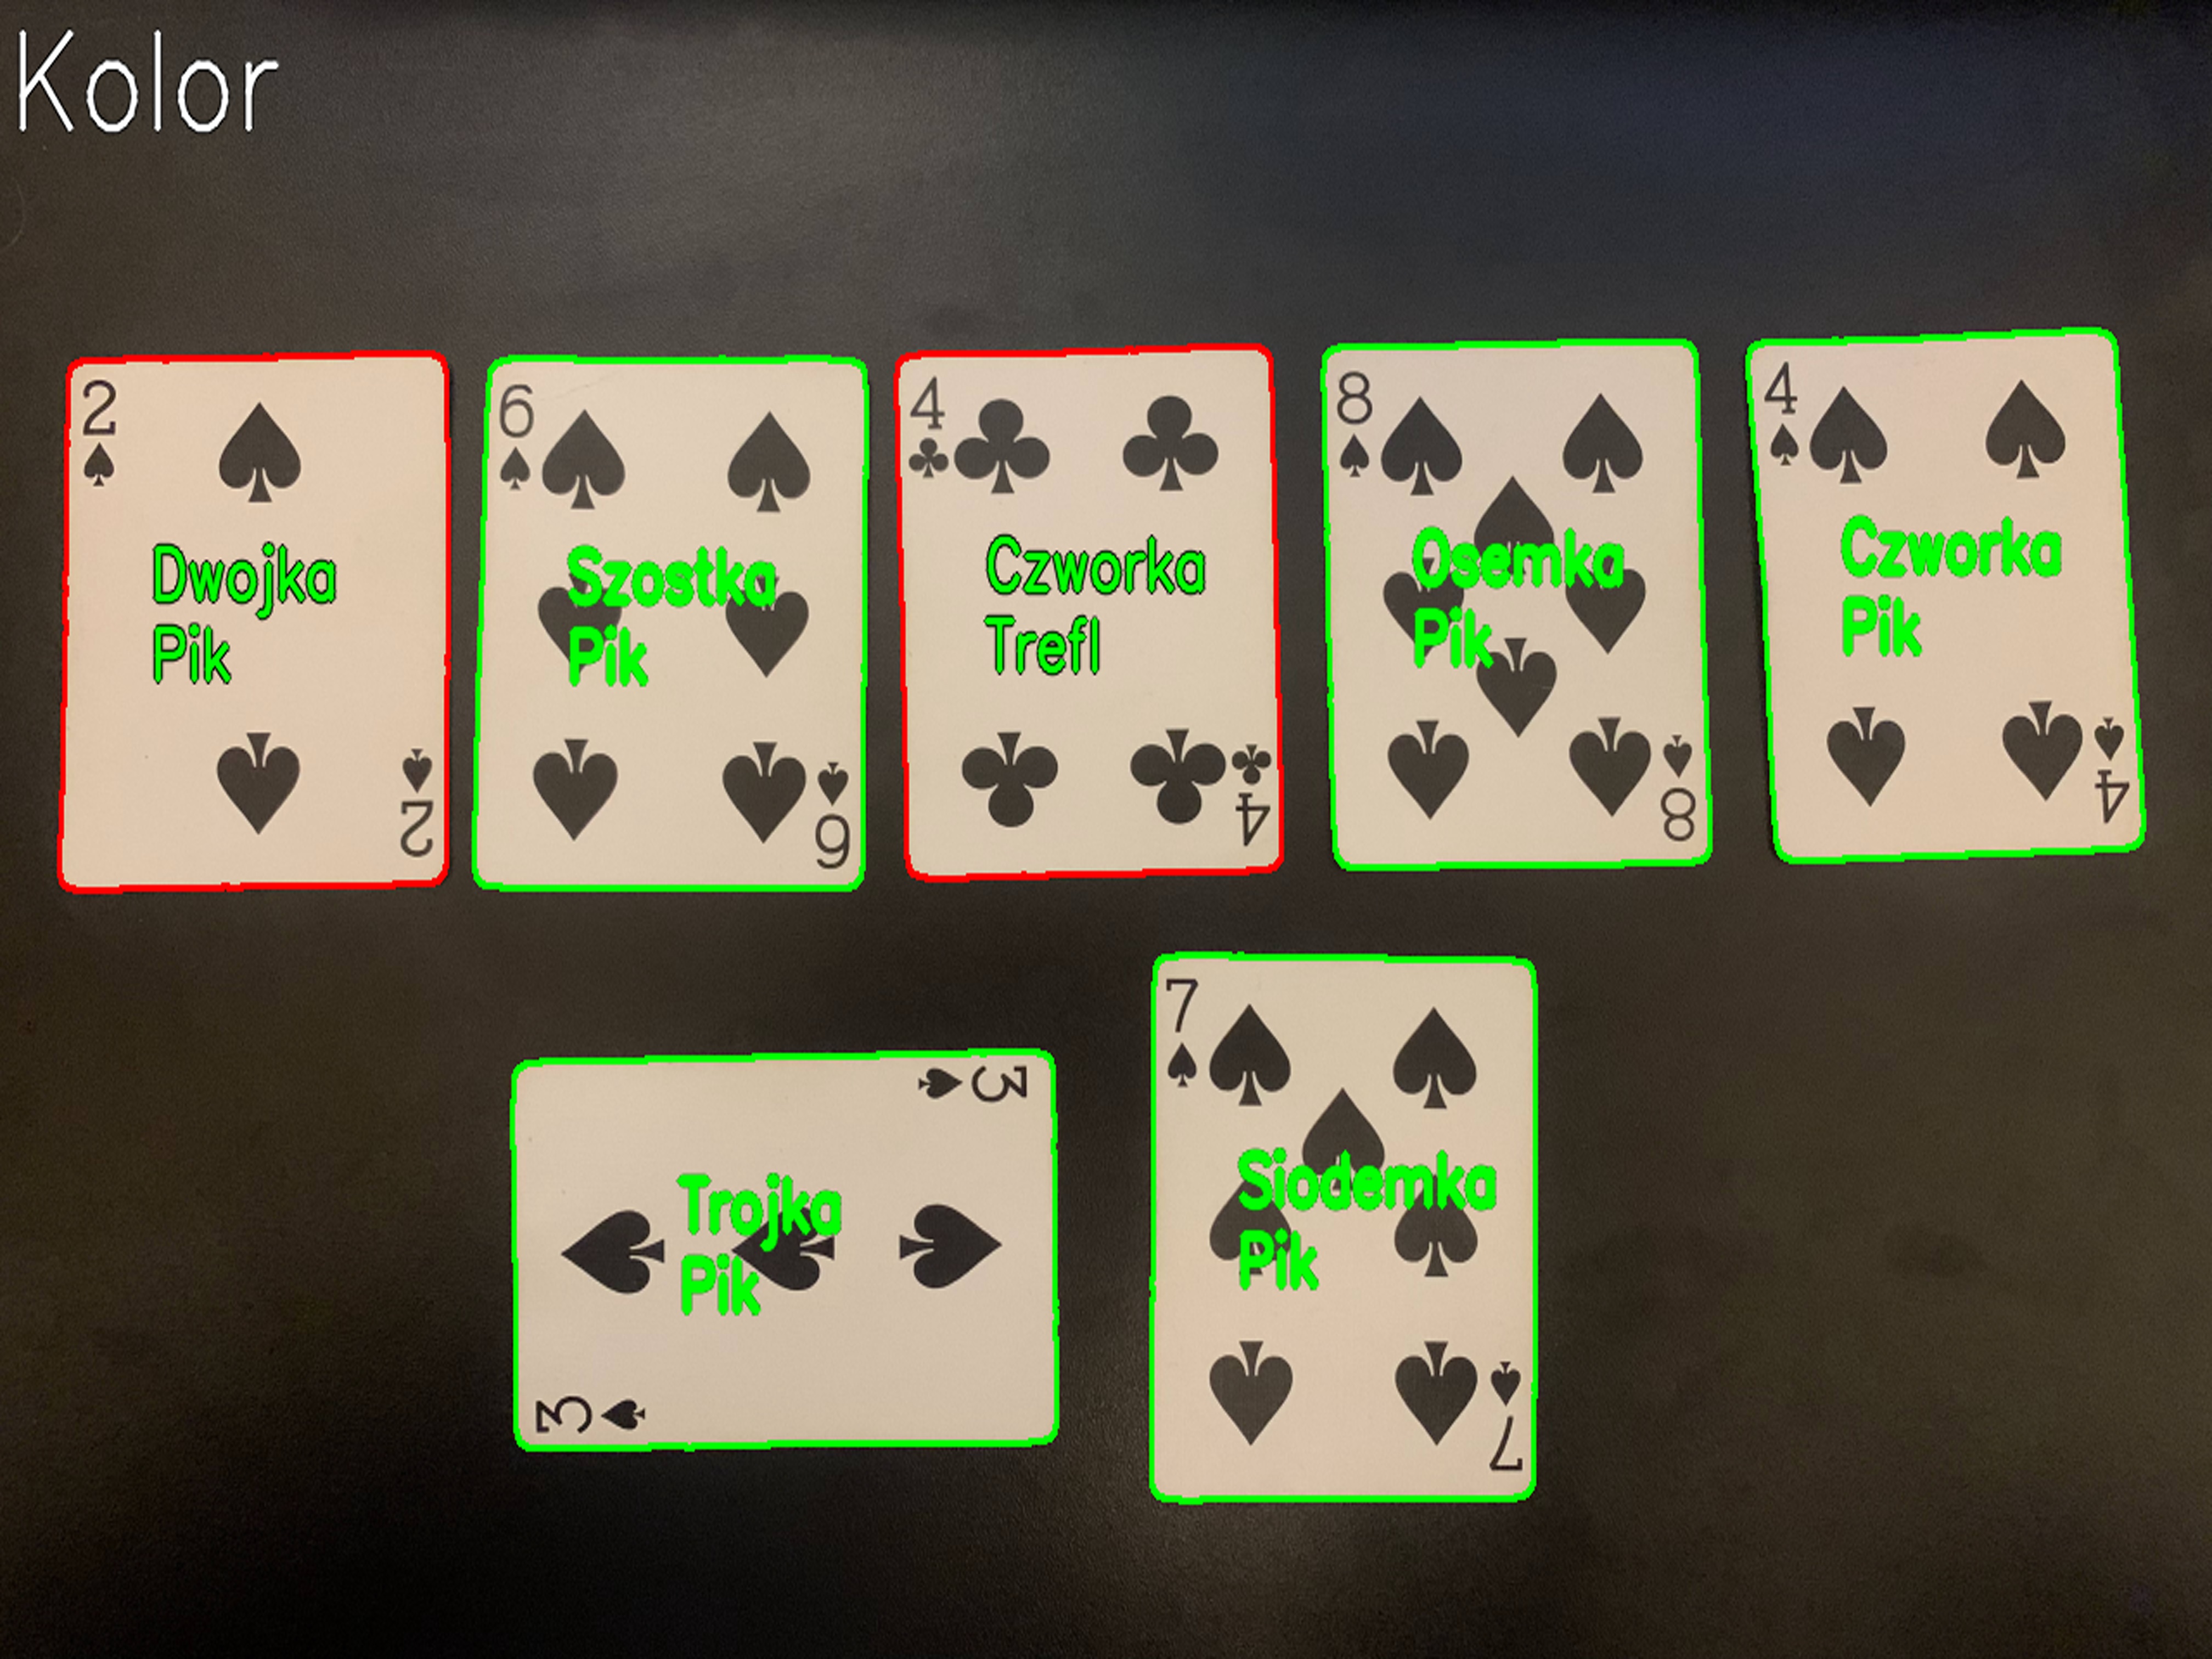 Kolor
2
Dwojka
Pik
2
6
Szostka
Pik
6
4
Czworka
Trefl
4
8
Osemka
Pik
8
4
Czworka
Pik
4
3
Trojka
Pik
3
7
Siodemka
Pik
7